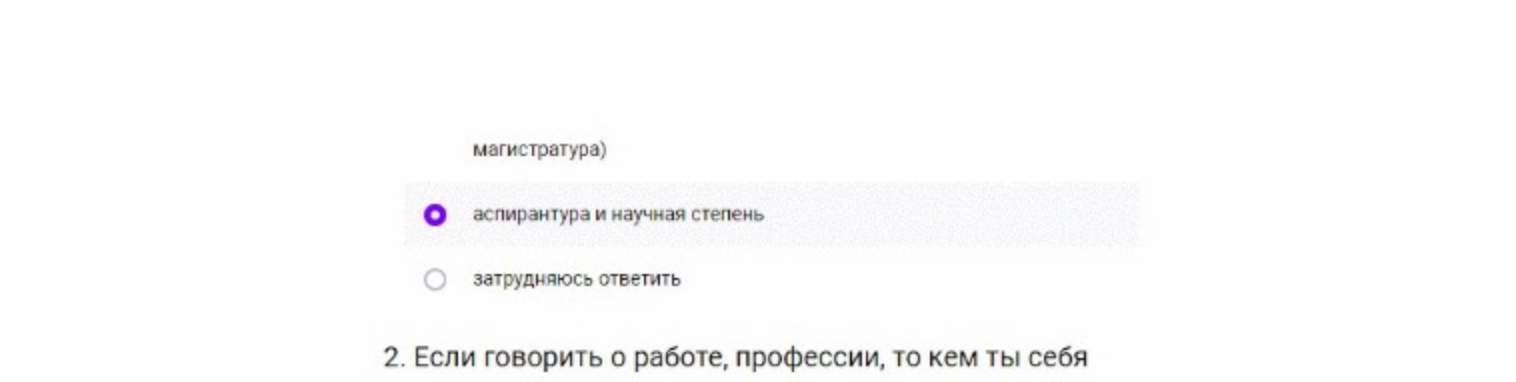 магистратура)
аспирантура и научная степень
затрудняюсь ответить
2. Если говорить о работе, профессии, то кем ты себя